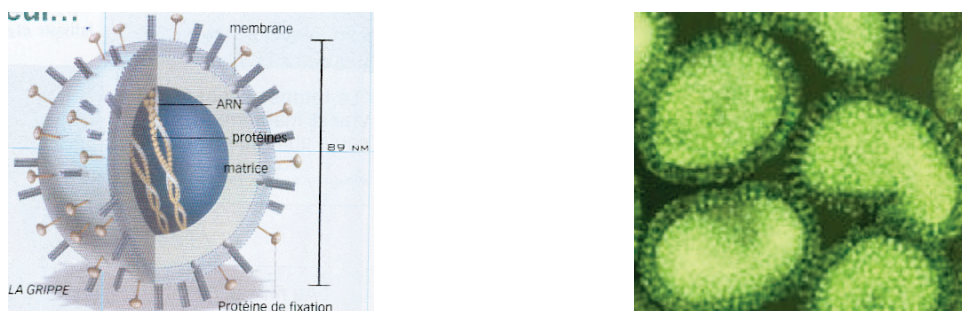 membrane
ARN
protéines
89 NM
matrice
LA GRIPPE
Protéine de fixation